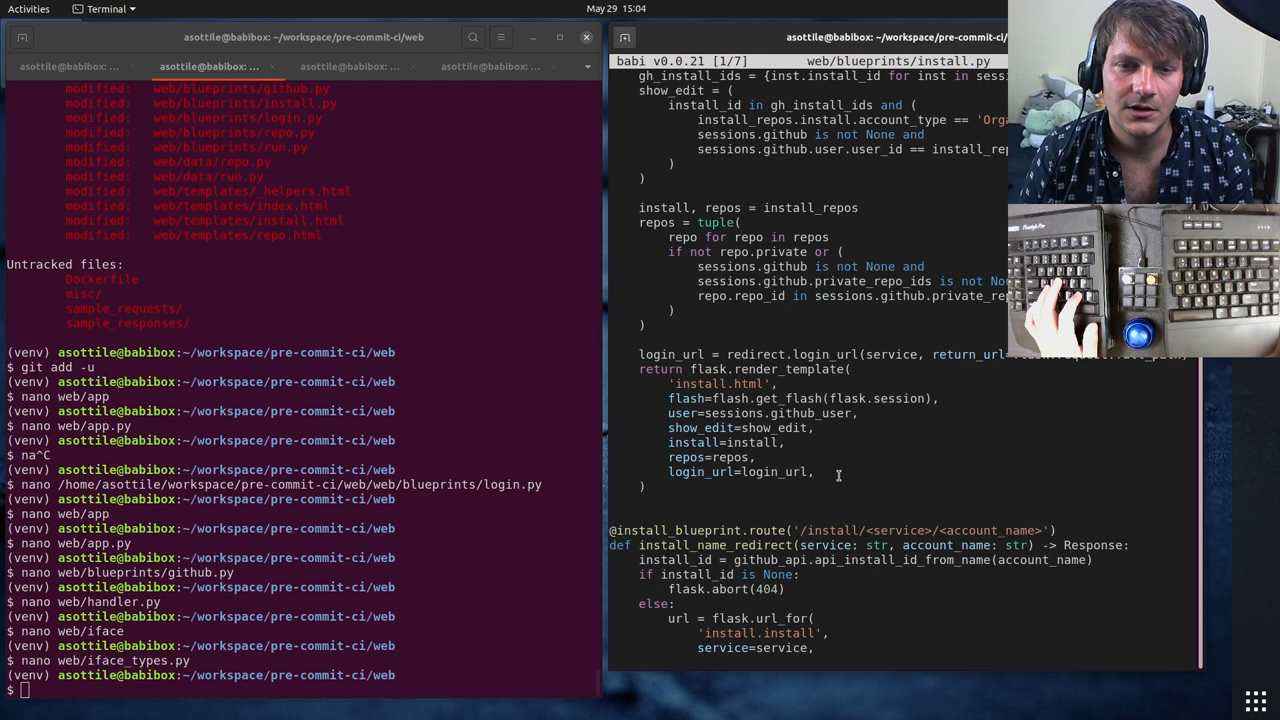 Activities
Terminal
May 29 15:04
asottile@babibox: ~/workspace/pre-commit-ci/web
asottile@babibox: ...
asottile@babibox: ...
asottile@babibox: ...
asottile@babibox: ...
modified: web/blueprints/github.py
modified: web/blueprints/install.py
modified: web/blueprints/login.py
modified: web/blueprints/repo.py
modified: web/blueprints/run.py
modified: web/data/repo.py
modified: web/data/run.py
modified: web/templates/_helpers.html
modified: web/templates/index.html
modified: web/templates/install.html
modified: web/templates/repo.html
Untracked files:
Dockerfile
misc/
sample_requests/
sample_responses/
(venv) asottile@babibox:~/workspace/pre-commit-ci/web
$ git add -u
(venv) asottile@babibox:~/workspace/pre-commit-ci/web
$ nano web/app
(venv) asottile@babibox:~/workspace/pre-commit-ci/web
$ nano web/app.py
(venv) asottile@babibox:~/workspace/pre-commit-ci/web
$ na^C
(venv) asottile@babibox:~/workspace/pre-commit-ci/web
$ nano /home/asottile/workspace/pre-commit-ci/web/web/blueprints/login.py
(venv) asottile@babibox:~/workspace/pre-commit-ci/web
$ nano web/app
(venv) asottile@babibox:~/workspace/pre-commit-ci/web
$ nano web/app.py
(venv) asottile@babibox:~/workspace/pre-commit-ci/web
$ nano web/blueprints/github.py
(venv) asottile@babibox:~/workspace/pre-commit-ci/web
$ nano web/handler.py
(venv) asottile@babibox:~/workspace/pre-commit-ci/web
$ nano web/iface
(venv) asottile@babibox:~/workspace/pre-commit-ci/web
$ nano web/iface_types.py
(venv) asottile@babibox:~/workspace/pre-commit-ci/web
$
asottile@babibox: ~/workspace/pre-commit-ci/
babi v0.0.21 [1/7] web/blueprints/install.py
gh_install_ids = {inst.install_id for inst in sessi
show_edit = (
install_id in gh_install_ids and (
install_repos.install.account_type == 'Orga
sessions.github is not None and
sessions.github.user.user_id == install_rep
)
)
install, repos = install_repos
repos = tuple(
repo for repo in repos
if not repo.private or (
sessions.github is not None and
sessions.github.private_repo_ids is not Non
repo.repo_id in sessions.github.private_rep
)
)
login_url = redirect.login_url(service, return_url=
return flask.render_template(
'install.html',
flash=flash.get_flash(flask.session),
user=sessions.github_user,
show_edit=show_edit,
install=install,
repos=repos,
login_url=login_url,
)
@install_blueprint.route('/install/<service>/<account_name>')
def install_name_redirect(service: str, account_name: str) -> Response:
install_id = github_api.api_install_id_from_name(account_name)
if install_id is None:
flask.abort(404)
else:
url = flask.url_for(
'install.install',
service=service,